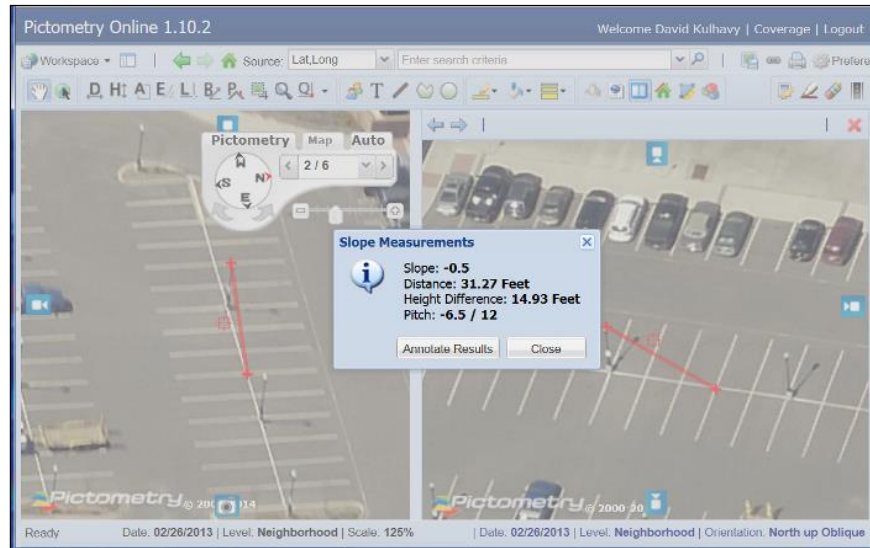 Pictometry Online 1.10.2
Welcome David Kulhavy | Coverage | Logout
Workspace
Source: Lat,Long
Enter search criteria
D H A E L
T
Pictometry Map Auto
2 / 6
S N E
Slope Measurements
Slope: -0.5
Distance: 31.27 Feet
Height Difference: 14.93 Feet
Pitch: -6.5 / 12
Annotate Results Close
Pictometry ©
Pictometry © 2000
Ready Date: 02/26/2013 | Level: Neighborhood | Scale: 125%
| Date: 02/26/2013 | Level: Neighborhood | Orientation: North up Oblique